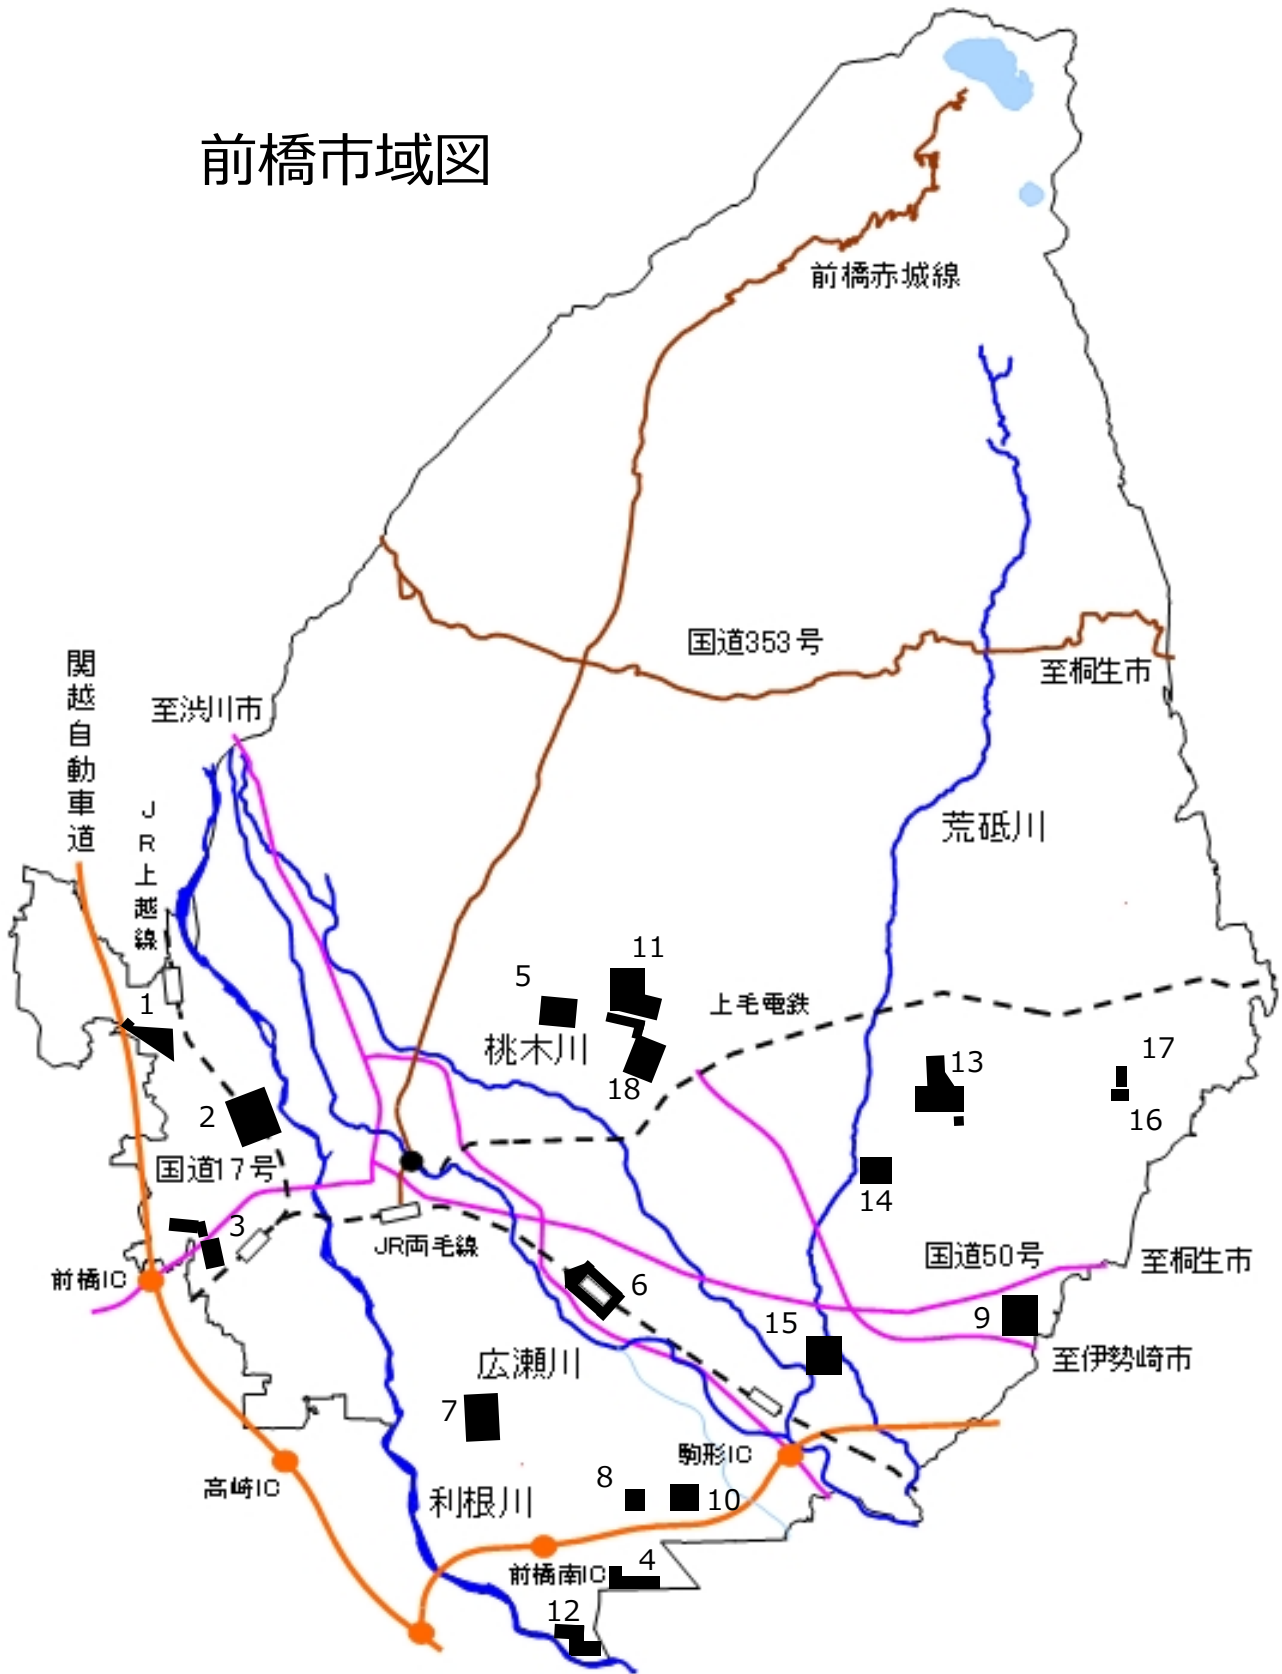 前橋市域図
前橋赤城線
国道353号
至桐生市
関越自動車道
至渋川市
JR上越線
荒砥川
11
5
上毛電鉄
1
桃木川
18
13
17
16
2
国道17号
14
3
JR両毛線
国道50号
至桐生市
前橋IC
6
9
15
至伊勢崎市
広瀬川
7
駒形IC
高崎IC
8
10
利根川
前橋南IC
4
12